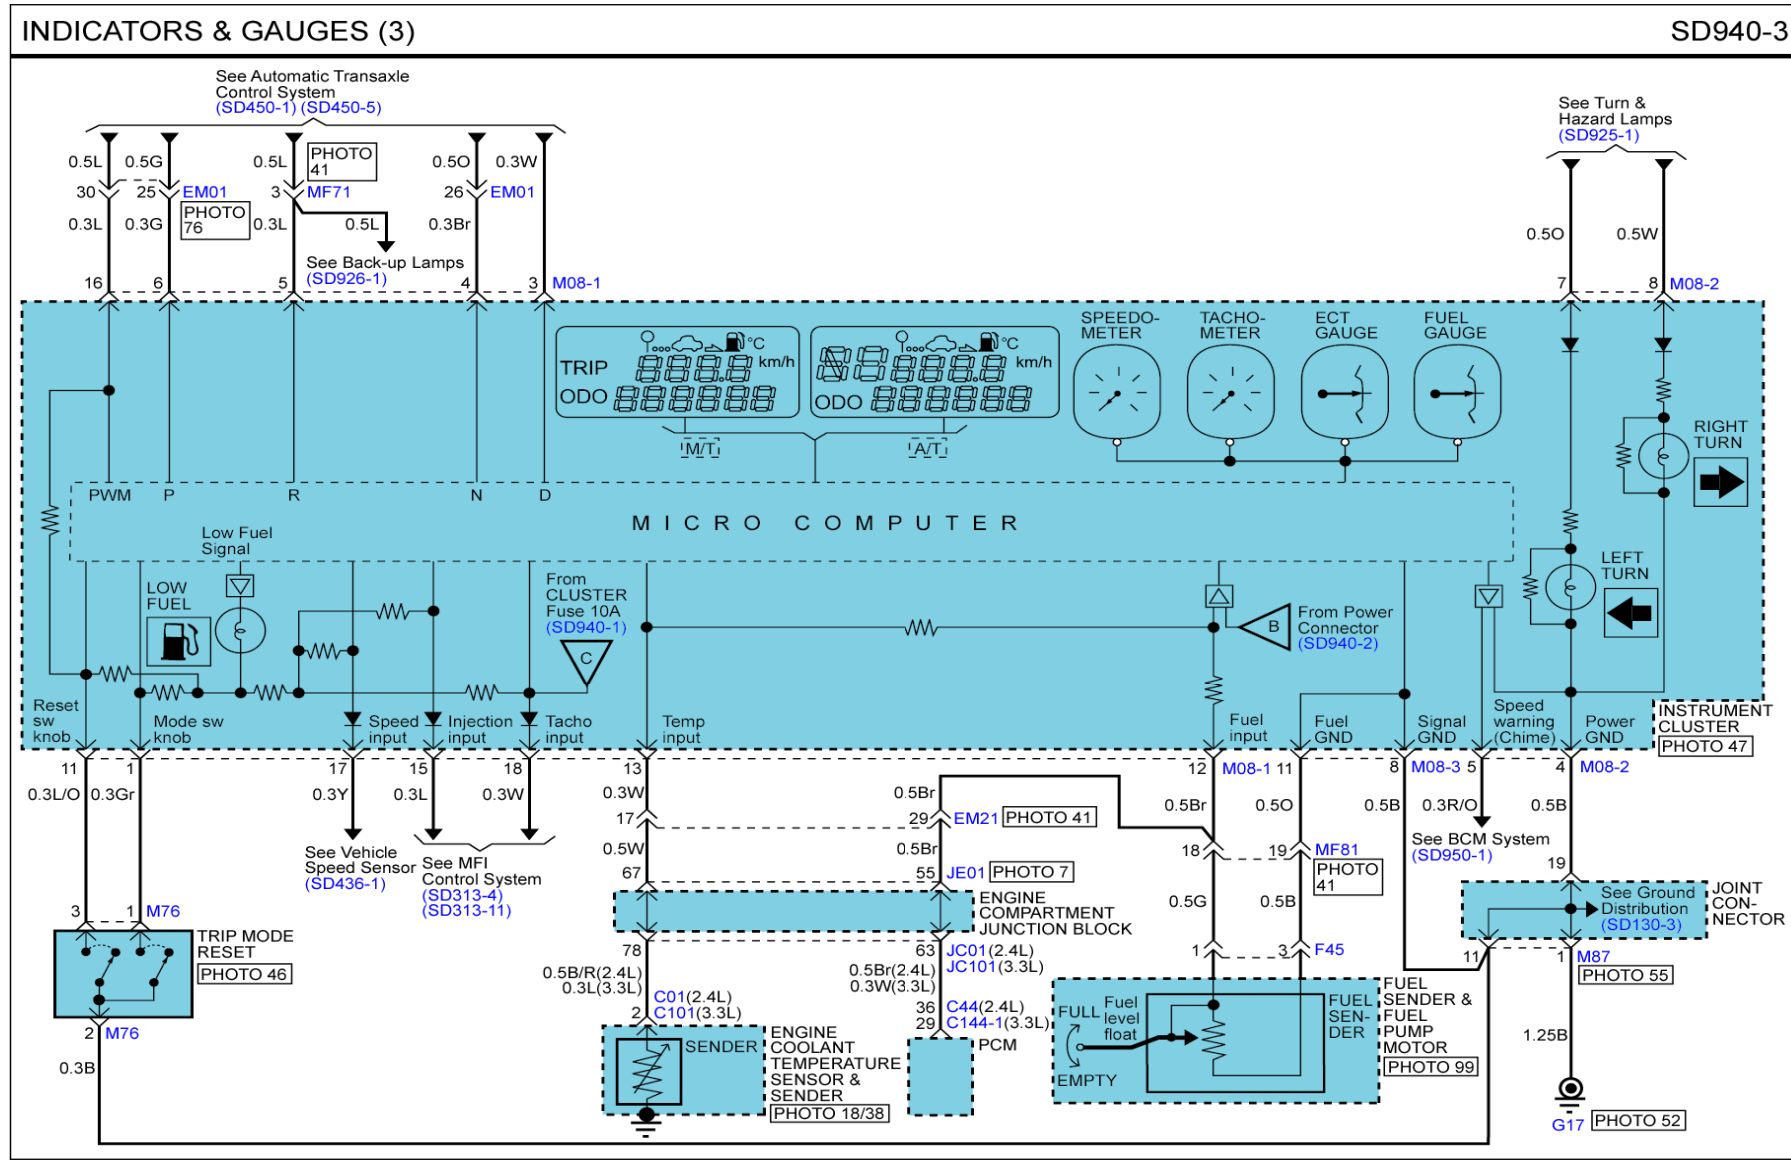 INDICATORS & GAUGES (3)
SD940-3
See Automatic Transaxle
Control System
(SD450-1) (SD450-5)
See Turn &
Hazard Lamps
(SD925-1)
0.5L 0.5G 0.5L PHOTO 41 0.5O 0.3W
30 25 EM01 3 MF71 26 EM01
PHOTO 76
0.3L 0.3G 0.3L 0.5L 0.3Br
0.5O 0.5W
See Back-up Lamps
(SD926-1)
16 6 5 4 3 M08-1
7 8 M08-2
TRIP °C km/h
ODO
°C km/h
ODO
M/T A/T
SPEEDO-
METER
TACHO-
METER
ECT
GAUGE
FUEL
GAUGE
RIGHT
TURN
PWM P R N D
MICRO COMPUTER
Low Fuel
Signal
LOW
FUEL
From
CLUSTER
Fuse 10A
(SD940-1)
C
B
From Power
Connector
(SD940-2)
LEFT
TURN
Reset
sw
knob
Mode sw
knob
Speed
input
Injection
input
Tacho
input
Temp
input
Fuel
input
Fuel
GND
Signal
GND
Speed
warning
(Chime)
Power
GND
INSTRUMENT
CLUSTER
PHOTO 47
11 1 17 15 18 13 12 M08-1 11 8 M08-3 5 4 M08-2
0.3L/O 0.3Gr 0.3Y 0.3L 0.3W 0.3W 0.5Br 0.5Br 0.5O 0.5B 0.3R/O 0.5B
17 29 EM21 PHOTO 41
See Vehicle
Speed Sensor
(SD436-1)
See MFI
Control System
(SD313-4)
(SD313-11)
0.5W 0.5Br
18 19 MF81
PHOTO 41
See BCM System
(SD950-1)
67 55 JE01 PHOTO 7
19
ENGINE
COMPARTMENT
JUNCTION BLOCK
0.5G 0.5B
See Ground
Distribution
(SD130-3)
JOINT
CON-
NECTOR
3 1 M76
TRIP MODE
RESET
PHOTO 46
78 63 JC01(2.4L)
JC101(3.3L)
1 3 F45
11 1 M87
PHOTO 55
0.5B/R(2.4L)
0.3L(3.3L)
0.5Br(2.4L)
0.3W(3.3L)
C01(2.4L)
2 C101(3.3L)
36 C44(2.4L)
29 C144-1(3.3L)
PCM
FULL
Fuel
level
float
EMPTY
FUEL
SEN-
DER
FUEL
SENDER &
FUEL
PUMP
MOTOR
PHOTO 99
2 M76
0.3B
SENDER
ENGINE
COOLANT
TEMPERATURE
SENSOR &
SENDER
PHOTO 18/38
1.25B
G17 PHOTO 52